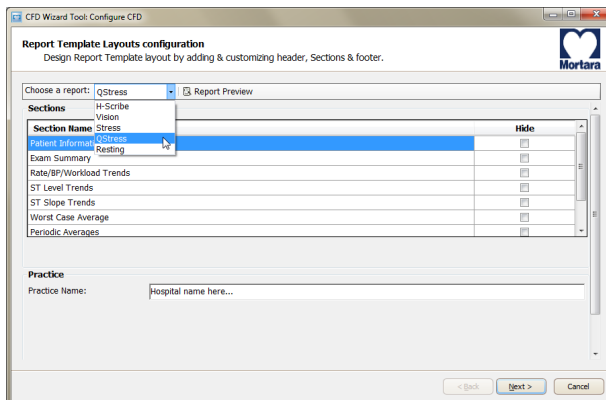 CFD Wizard Tool: Configure CFD
Report Template Layouts configuration
Design Report Template layout by adding & customizing header, Sections & footer.
Mortara
Choose a report: QStress Report Preview
H-Scribe
Vision
Stress
QStress
Resting
Sections
Section Name Hide
Patient Informati
Exam Summary
Rate/BP/Workload Trends
ST Level Trends
ST Slope Trends
Worst Case Average
Periodic Averages
Practice
Practice Name: Hospital name here...
< Back Next > Cancel